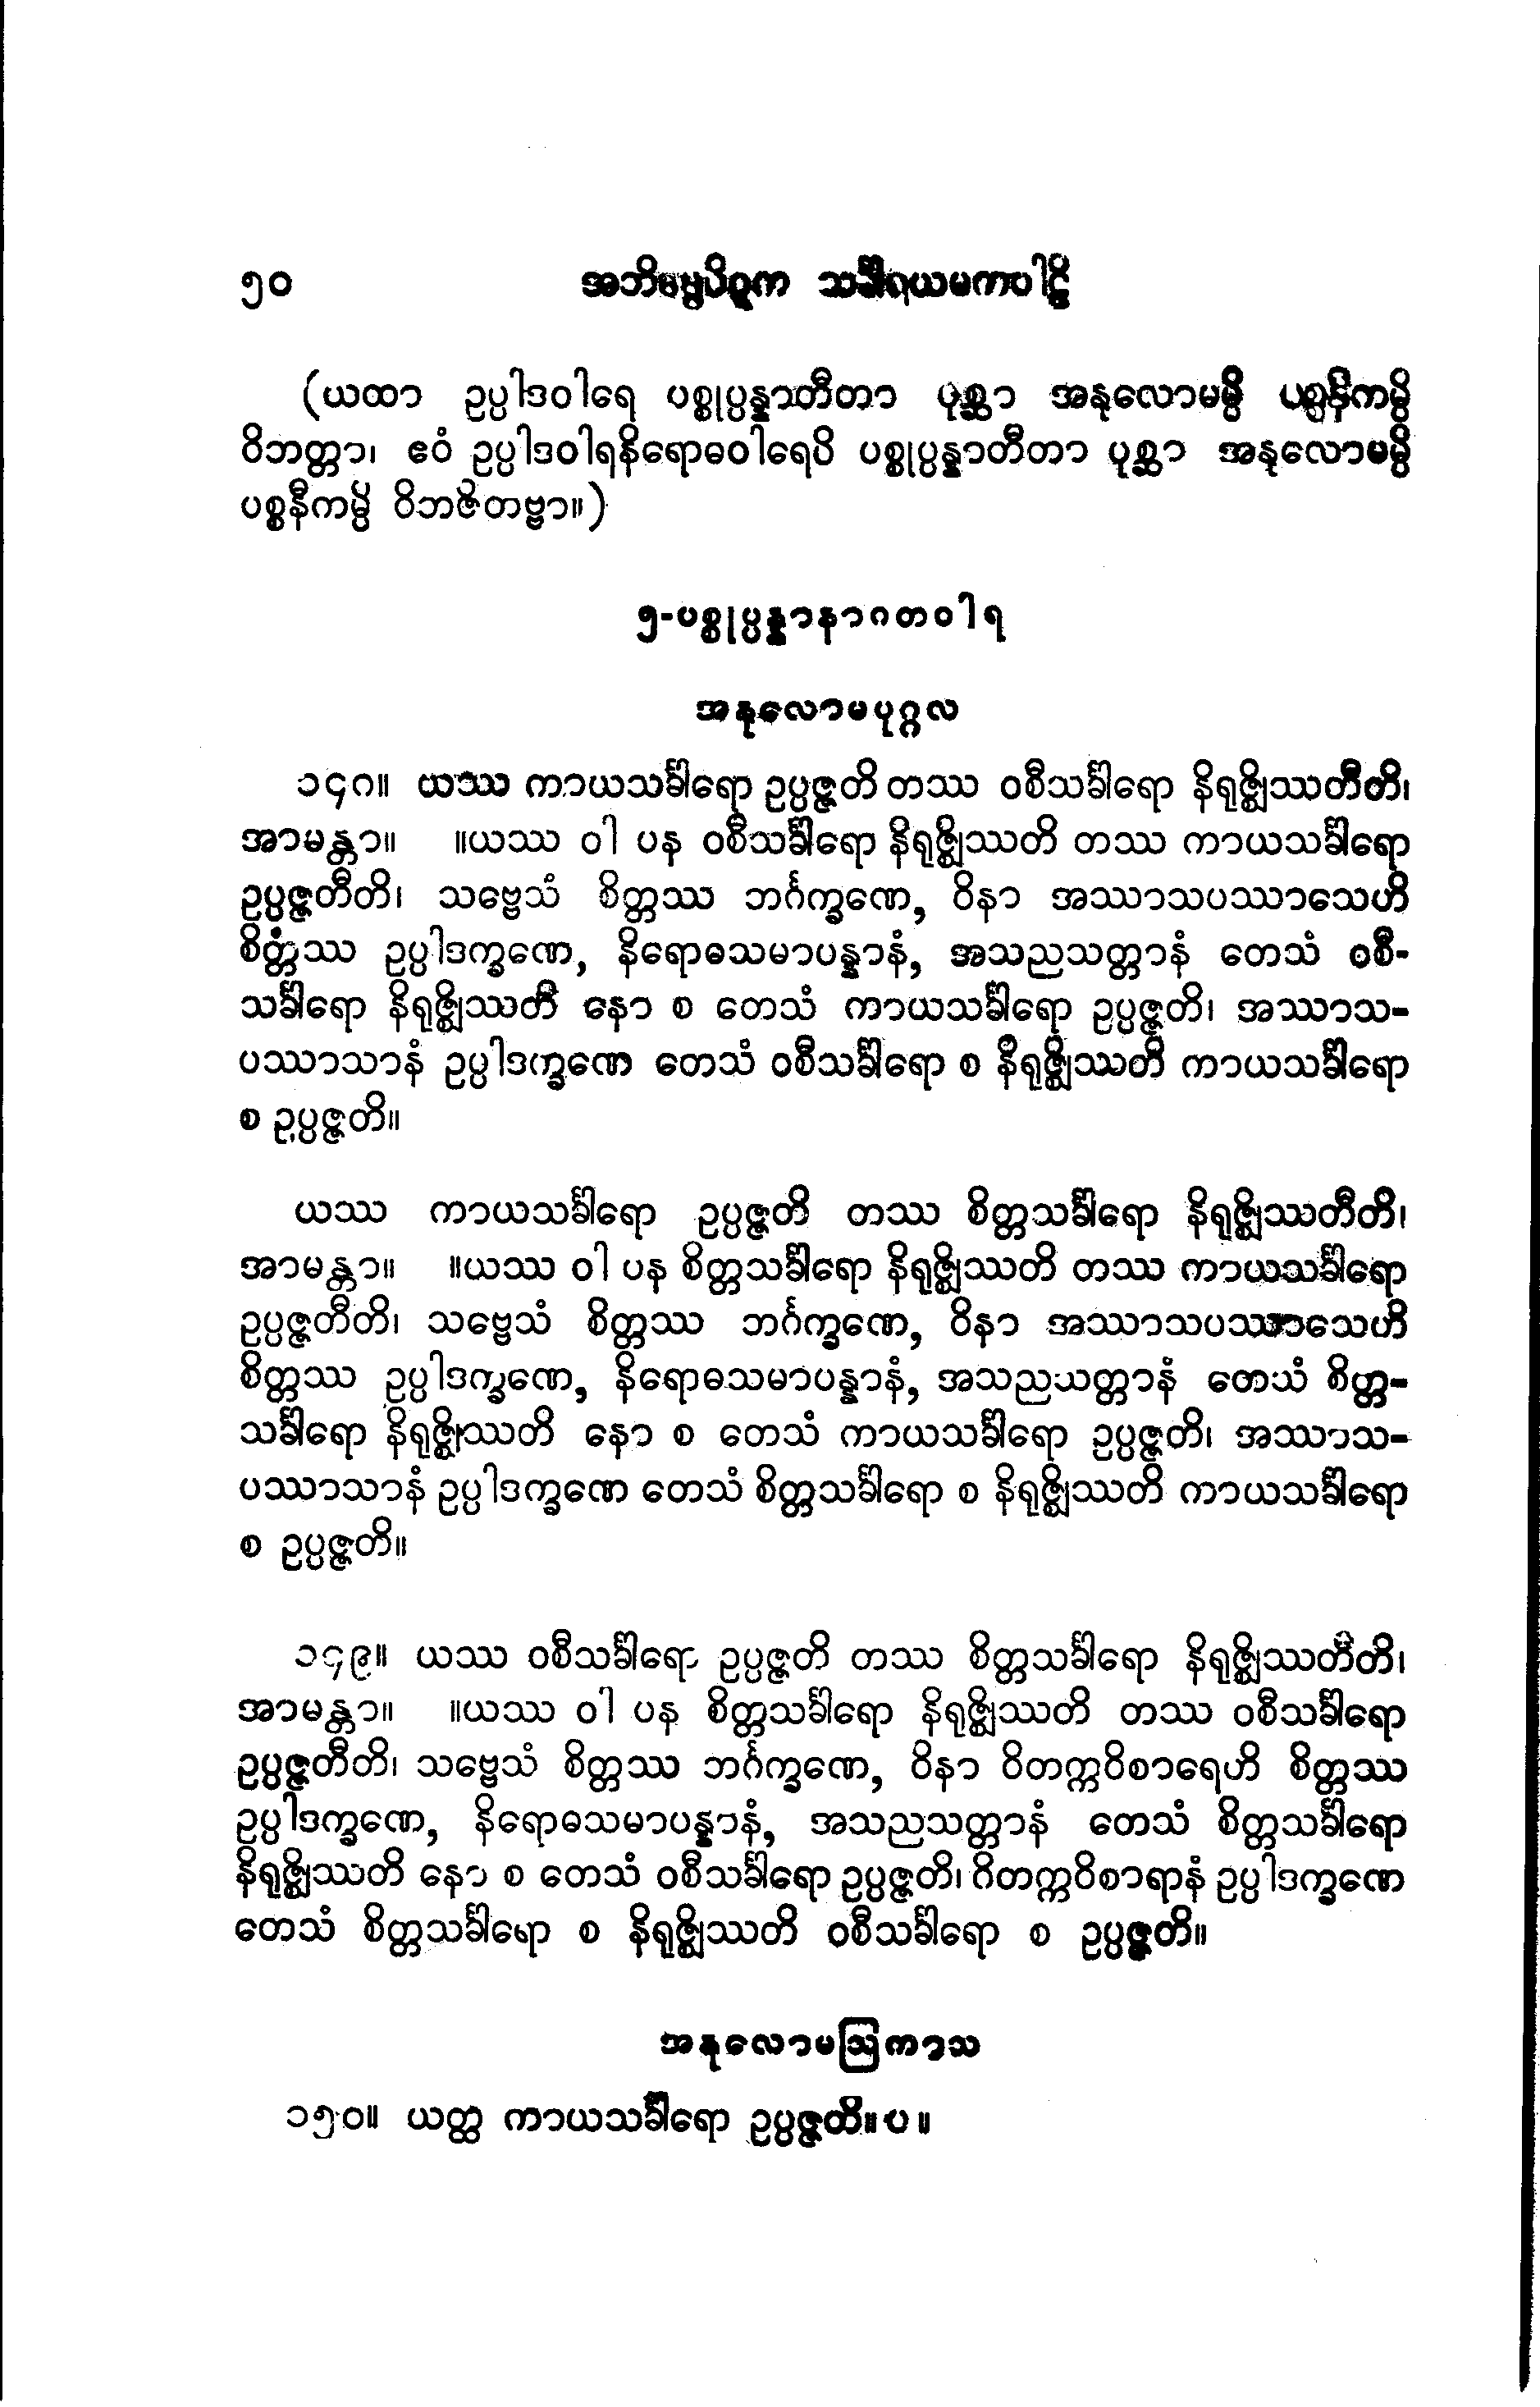 ၅၀ အဘိဓမ္မပိဋက သင်္ခါရယမကပါဠိ
(ယထာ ဥပ္ပါဒဝါရေ ပစ္စုပ္ပန္နာတီတာ ပုစ္ဆာ အနုလောမမ္ပိ ပစ္စနီကမ္ပိ
ဝိဘတ္တာ၊ ဧဝံ ဥပ္ပါဒဝါရနိရောဓဝါရေပိ ပစ္စုပ္ပန္နာတီတာ ပုစ္ဆာ အနုလောမမ္ပိ
ပစ္စနီကမ္ပိ ဝိဘဇိတဗ္ဗာ။)
၅-ပစ္စုပ္ပန္နာနာဂတဝါရ
အနုလောမပုဂ္ဂလ
၁၄၈။ ယဿ ကာယသင်္ခါရော ဥပ္ပဇ္ဇတိ တဿ ဝစီသင်္ခါရော နိရုဇ္ဈိဿတီတိ၊
အာမန္တာ။ ။ယဿ ဝါ ပန ဝစီသင်္ခါရော နိရုဇ္ဈိဿတိ တဿ ကာယသင်္ခါရော
ဥပ္ပဇ္ဇတီတိ၊ သဗ္ဗေသံ စိတ္တဿ ဘင်္ဂက္ခဏေ, ဝိနာ အဿာသပဿာသေဟိ
စိတ္တံဿ ဥပ္ပါဒက္ခဏေ, နိရောဓသမာပန္နာနံ, အသညသတ္တာနံ တေသံ ဝစီ-
သင်္ခါရော နိရုဇ္ဈိဿတိ နော စ တေသံ ကာယသင်္ခါရော ဥပ္ပဇ္ဇတိ၊ အဿာသ-
ပဿာသာနံ ဥပ္ပါဒက္ခဏေ တေသံ ဝစီသင်္ခါရော စ နိရုဇ္ဈိဿတိ ကာယသင်္ခါရော
စ ဥပ္ပဇ္ဇတိ။
ယဿ ကာယသင်္ခါရော ဥပ္ပဇ္ဇတိ တဿ စိတ္တသင်္ခါရော နိရုဇ္ဈိဿတီတိ၊
အာမန္တာ။ ။ယဿ ဝါ ပန စိတ္တသင်္ခါရော နိရုဇ္ဈိဿတိ တဿ ကာယသင်္ခါရော
ဥပ္ပဇ္ဇတီတိ၊ သဗ္ဗေသံ စိတ္တဿ ဘင်္ဂက္ခဏေ, ဝိနာ အဿာသပဿာသေဟိ
စိတ္တဿ ဥပ္ပါဒက္ခဏေ, နိရောဓသမာပန္နာနံ, အသညသတ္တာနံ တေသံ စိတ္တ-
သင်္ခါရော နိရုဇ္ဈိဿတိ နော စ တေသံ ကာယသင်္ခါရော ဥပ္ပဇ္ဇတိ၊ အဿာသ-
ပဿာသာနံ ဥပ္ပါဒက္ခဏေ တေသံ စိတ္တသင်္ခါရော စ နိရုဇ္ဈိဿတိ ကာယသင်္ခါရော
စ ဥပ္ပဇ္ဇတိ။
၁၄၉။ ယဿ ဝစီသင်္ခါရော ဥပ္ပဇ္ဇတိ တဿ စိတ္တသင်္ခါရော နိရုဇ္ဈိဿတီတိ၊
အာမန္တာ။ ။ယဿ ဝါ ပန စိတ္တသင်္ခါရော နိရုဇ္ဈိဿတိ တဿ ဝစီသင်္ခါရော
ဥပ္ပဇ္ဇတီတိ၊ သဗ္ဗေသံ စိတ္တဿ ဘင်္ဂက္ခဏေ, ဝိနာ ဝိတက္ကဝိစာရေဟိ စိတ္တဿ
ဥပ္ပါဒက္ခဏေ, နိရောဓသမာပန္နာနံ, အသညသတ္တာနံ တေသံ စိတ္တသင်္ခါရော
နိရုဇ္ဈိဿတိ နော စ တေသံ ဝစီသင်္ခါရော ဥပ္ပဇ္ဇတိ၊ ဝိတက္ကဝိစာရာနံ ဥပ္ပါဒက္ခဏေ
တေသံ စိတ္တသင်္ခါရော စ နိရုဇ္ဈိဿတိ ဝစီသင်္ခါရော စ ဥပ္ပဇ္ဇတိ။
အနုလောမဩကာသ
၁၅၀။ ယတ္ထ ကာယသင်္ခါရော ဥပ္ပဇ္ဇတိ။ ပ ။